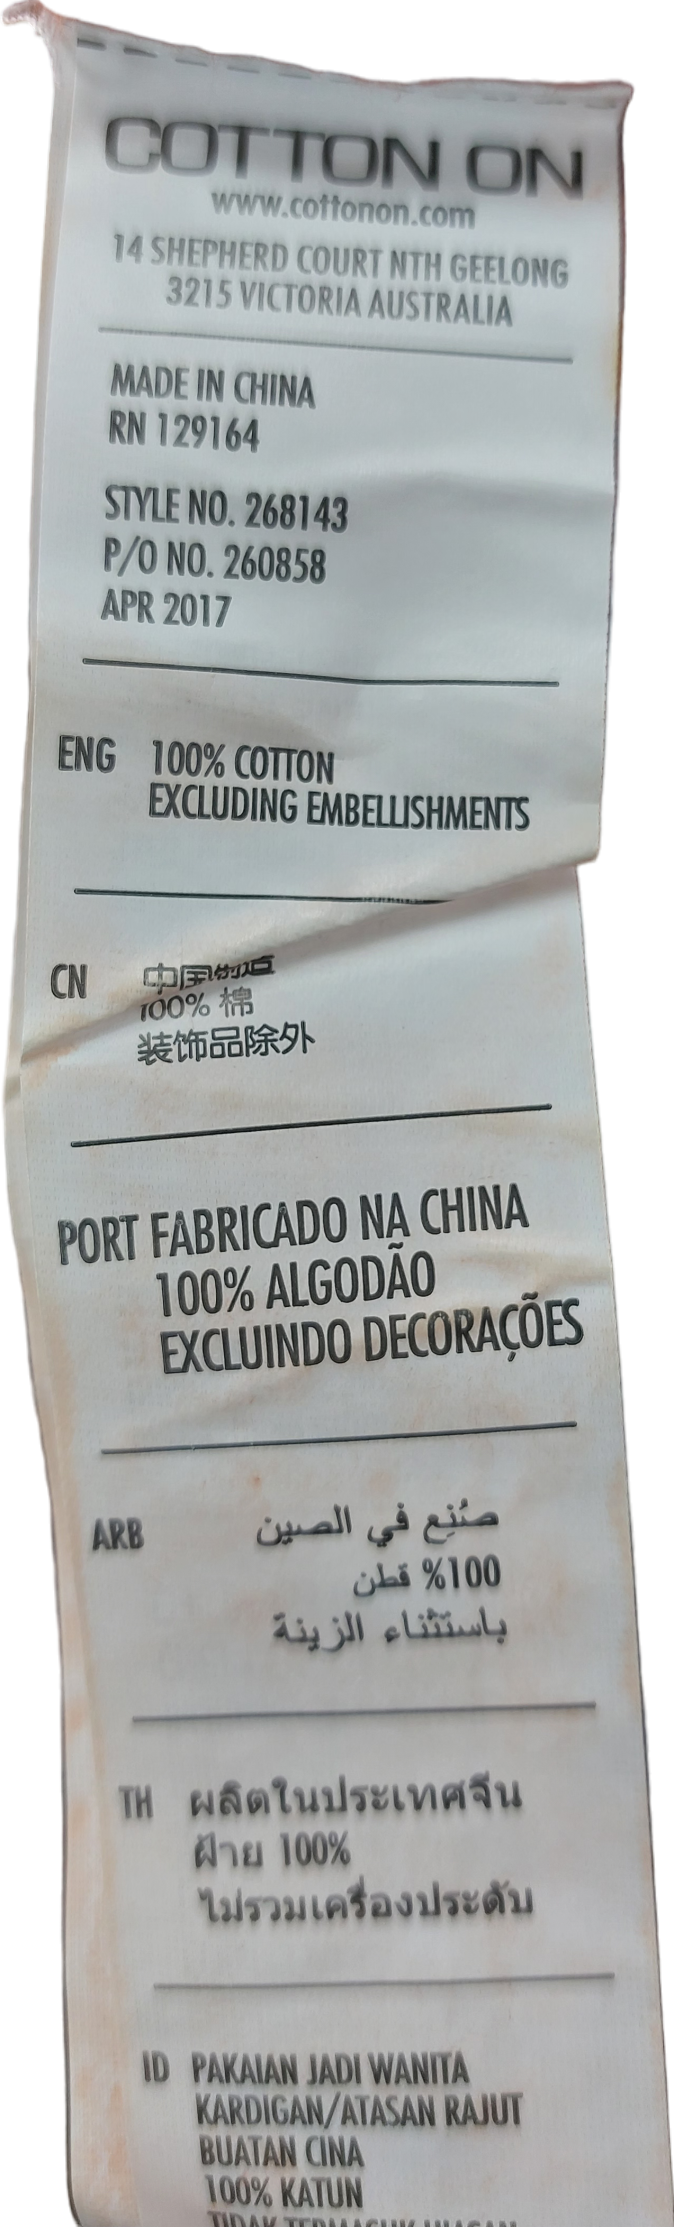 COTTON ON
www.cottonon.com
14 SHEPHERD COURT NTH GEELONG
3215 VICTORIA AUSTRALIA
MADE IN CHINA
RN 129164
STYLE NO. 268143
P/O NO. 260858
APR 2017
ENG 100% COTTON
EXCLUDING EMBELLISHMENTS
CN 中国制造
100% 棉
装饰品除外
PORT FABRICADO NA CHINA
100% ALGODÃO
EXCLUINDO DECORAÇÕES
ARB صُنِع في الصين
100% قطن
باستثناء الزينة
TH ผลิตในประเทศจีน
ฝ้าย 100%
ไม่รวมเครื่องประดับ
ID PAKAIAN JADI WANITA
KARDIGAN/ATASAN RAJUT
BUATAN CINA
100% KATUN
TIDAK TERMASUK HIASAN